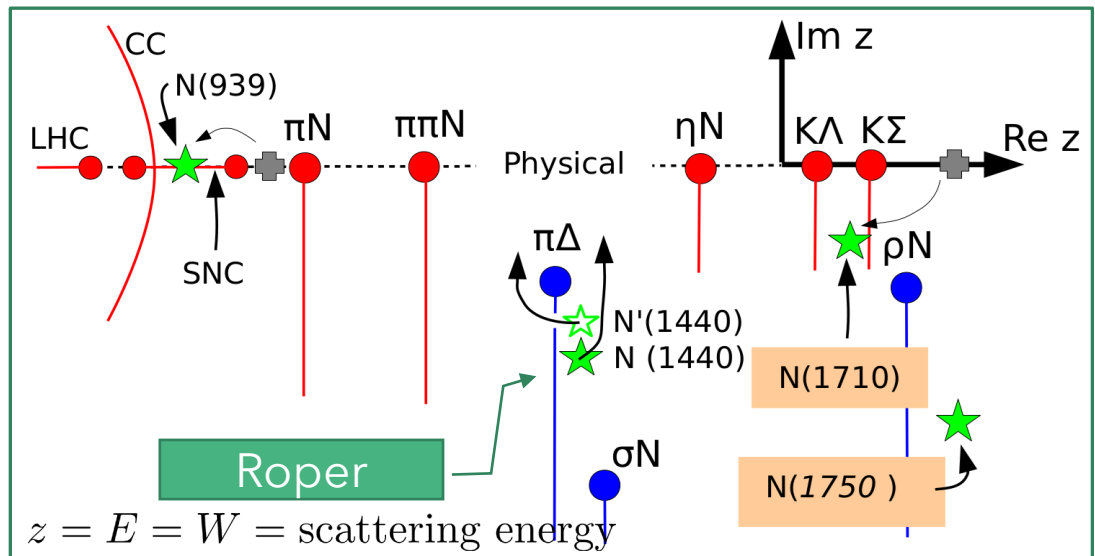 CC
Im z
N(939)
LHC
πN
ππN
Physical
ηN
KΛ
KΣ
Re z
SNC
πΔ
ρN
N'(1440)
N (1440)
N(1710)
Roper
σN
N(1750 )
z = E = W = scattering energy